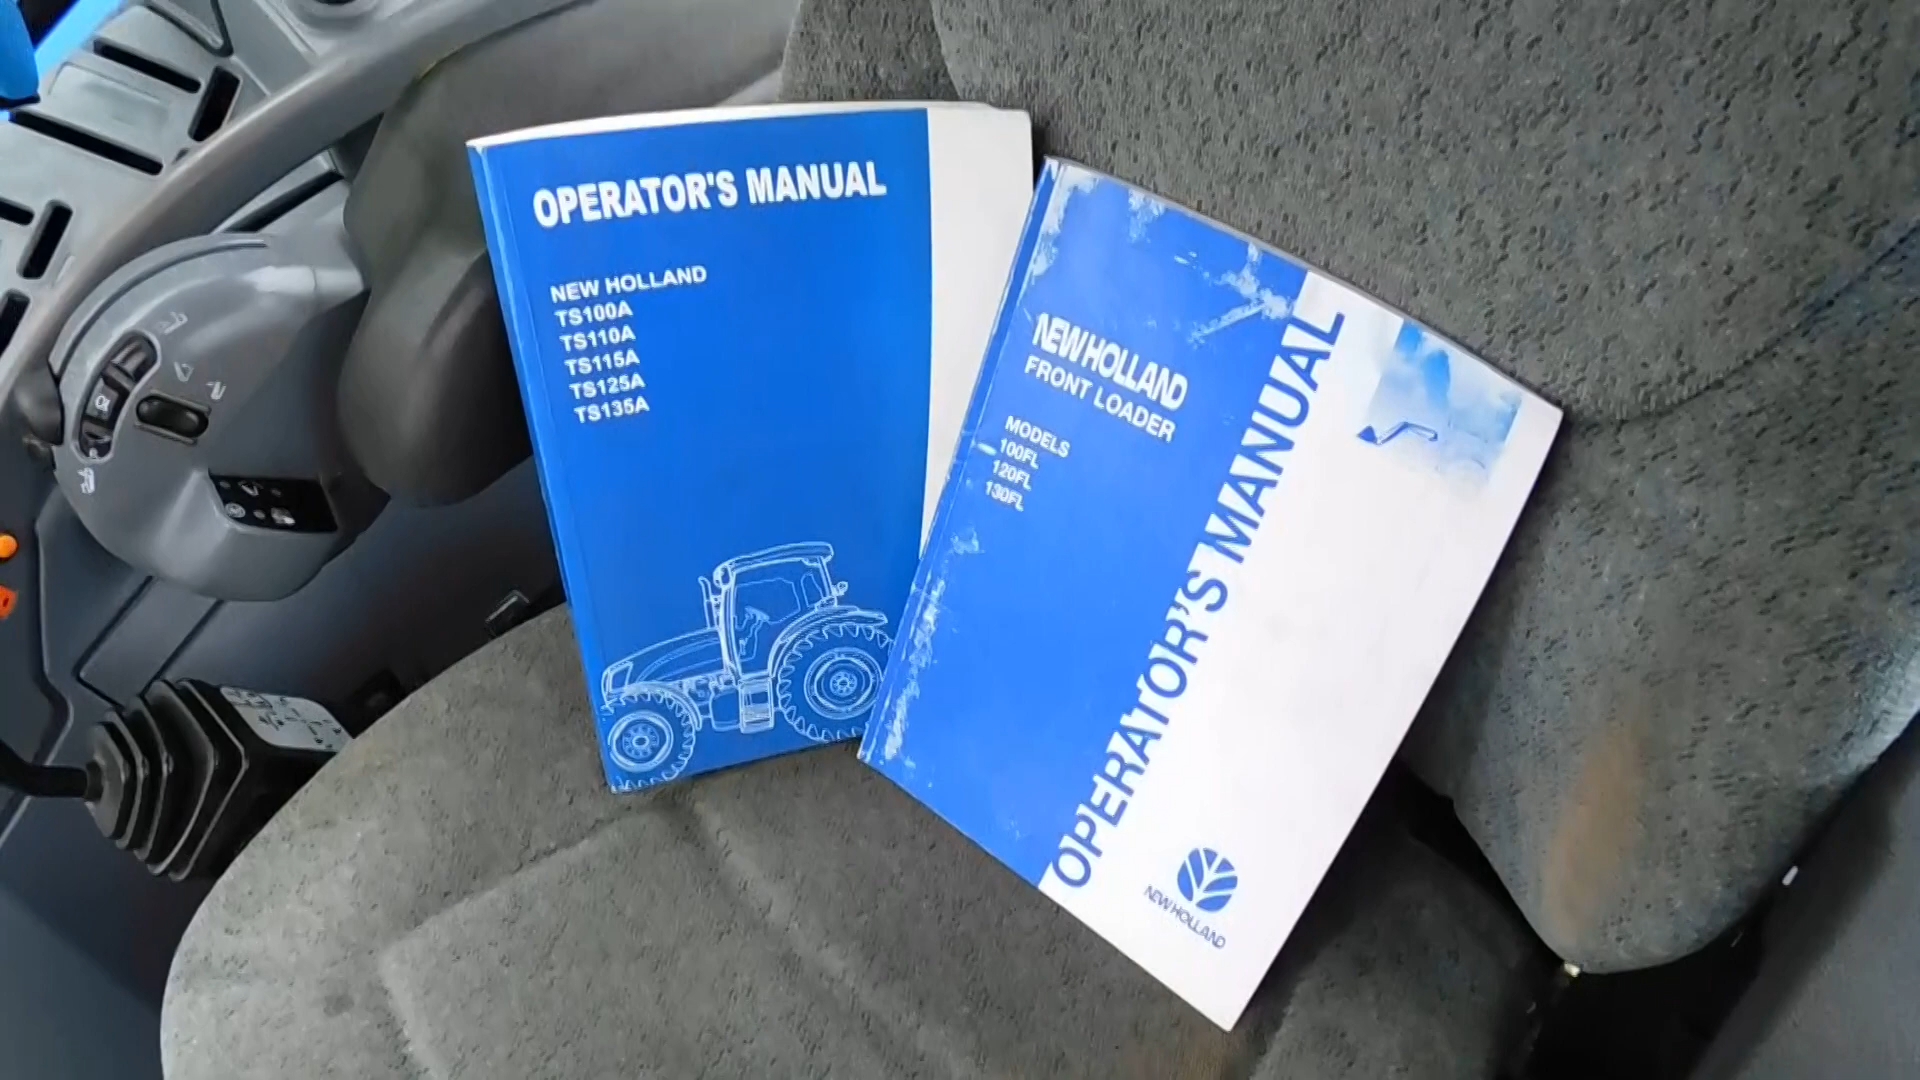 OPERATOR'S MANUAL
NEW HOLLAND
TS100A
TS110A
TS115A
TS125A
TS135A
NEW HOLLAND
FRONT LOADER
MODELS
100FL
120FL
130FL
OPERATOR'S MANUAL
NEW HOLLAND